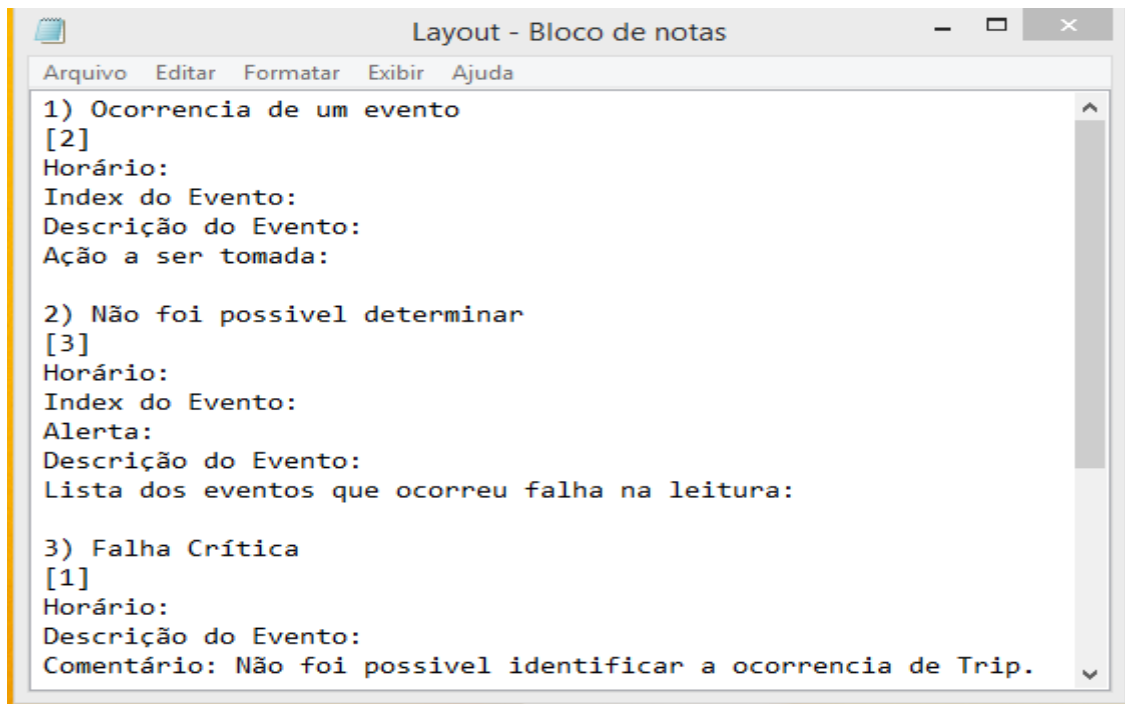 Layout - Bloco de notas
Arquivo Editar Formatar Exibir Ajuda
1) Ocorrencia de um evento
[2]
Horário:
Index do Evento:
Descrição do Evento:
Ação a ser tomada:
2) Não foi possivel determinar
[3]
Horário:
Index do Evento:
Alerta:
Descrição do Evento:
Lista dos eventos que ocorreu falha na leitura:
3) Falha Crítica
[1]
Horário:
Descrição do Evento:
Comentário: Não foi possivel identificar a ocorrencia de Trip.